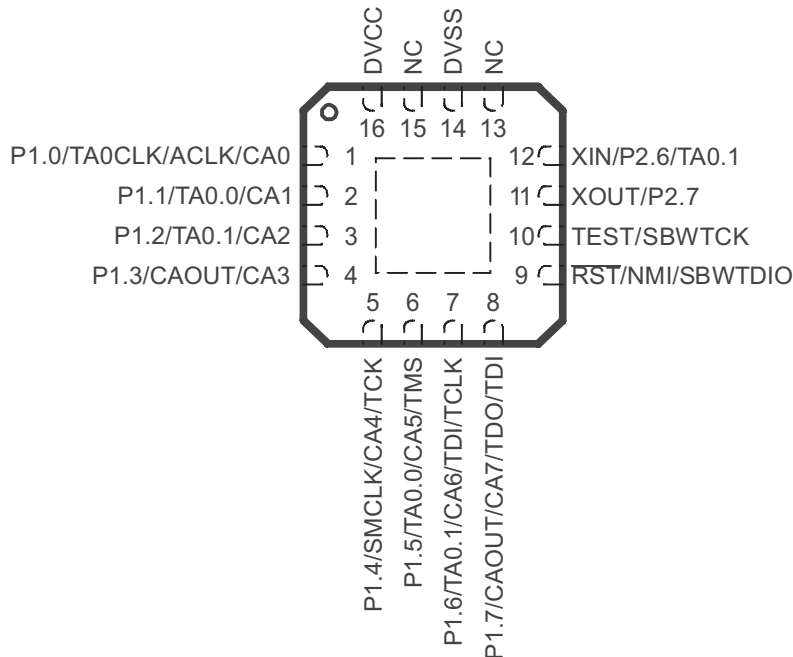 DVCC
NC
DVSS
NC
16
15
14
13
P1.0/TA0CLK/ACLK/CA0
1
12
XIN/P2.6/TA0.1
P1.1/TA0.0/CA1
2
11
XOUT/P2.7
P1.2/TA0.1/CA2
3
10
TEST/SBWTCK
P1.3/CAOUT/CA3
4
9
RST/NMI/SBWTDIO
5
6
7
8
P1.4/SMCLK/CA4/TCK
P1.5/TA0.0/CA5/TMS
P1.6/TA0.1/CA6/TDI/TCLK
P1.7/CAOUT/CA7/TDO/TDI